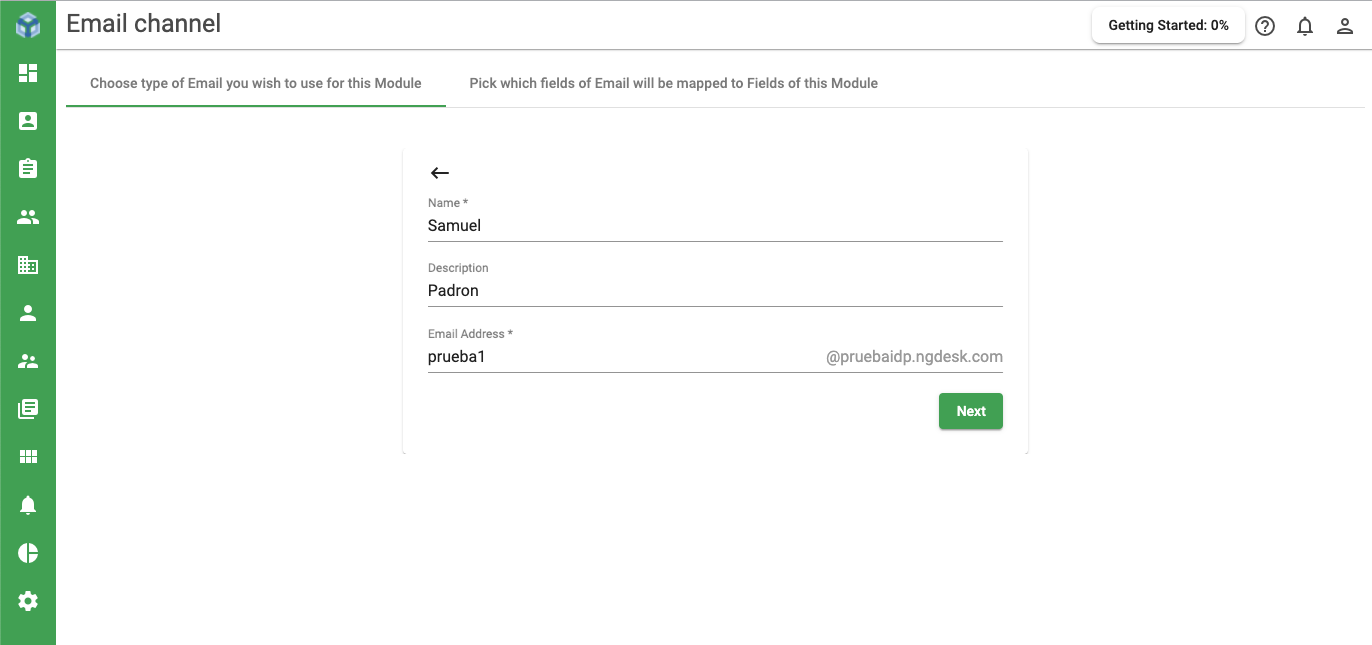 Email channel
Getting Started: 0%
Choose type of Email you wish to use for this Module
Pick which fields of Email will be mapped to Fields of this Module
Name *
Samuel
Description
Padron
Email Address *
prueba1 @pruebaidp.ngdesk.com
Next